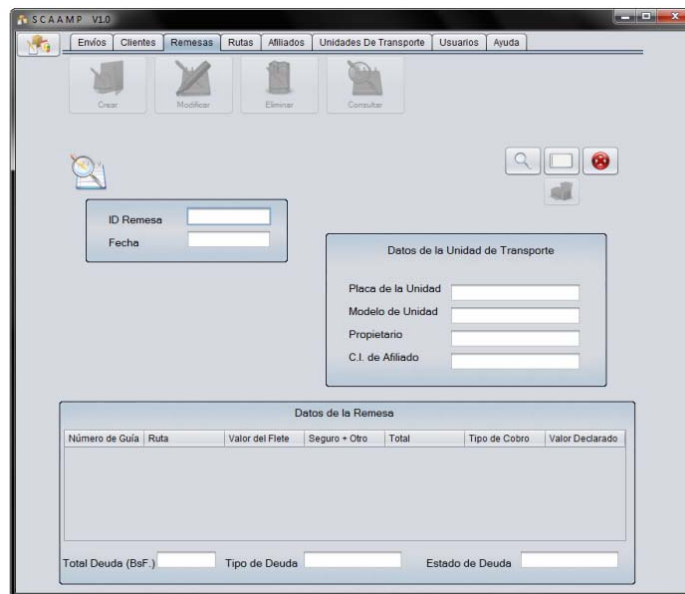 SCAAMP V1.0
Envíos Clientes Remesas Rutas Afiliados Unidades De Transporte Usuarios Ayuda
Crear Modificar Eliminar Consultar
ID Remesa
Fecha
Datos de la Unidad de Transporte
Placa de la Unidad
Modelo de Unidad
Propietario
C.I. de Afiliado
Datos de la Remesa
Número de Guía Ruta Valor del Flete Seguro + Otro Total Tipo de Cobro Valor Declarado
Total Deuda (BsF.) Tipo de Deuda Estado de Deuda